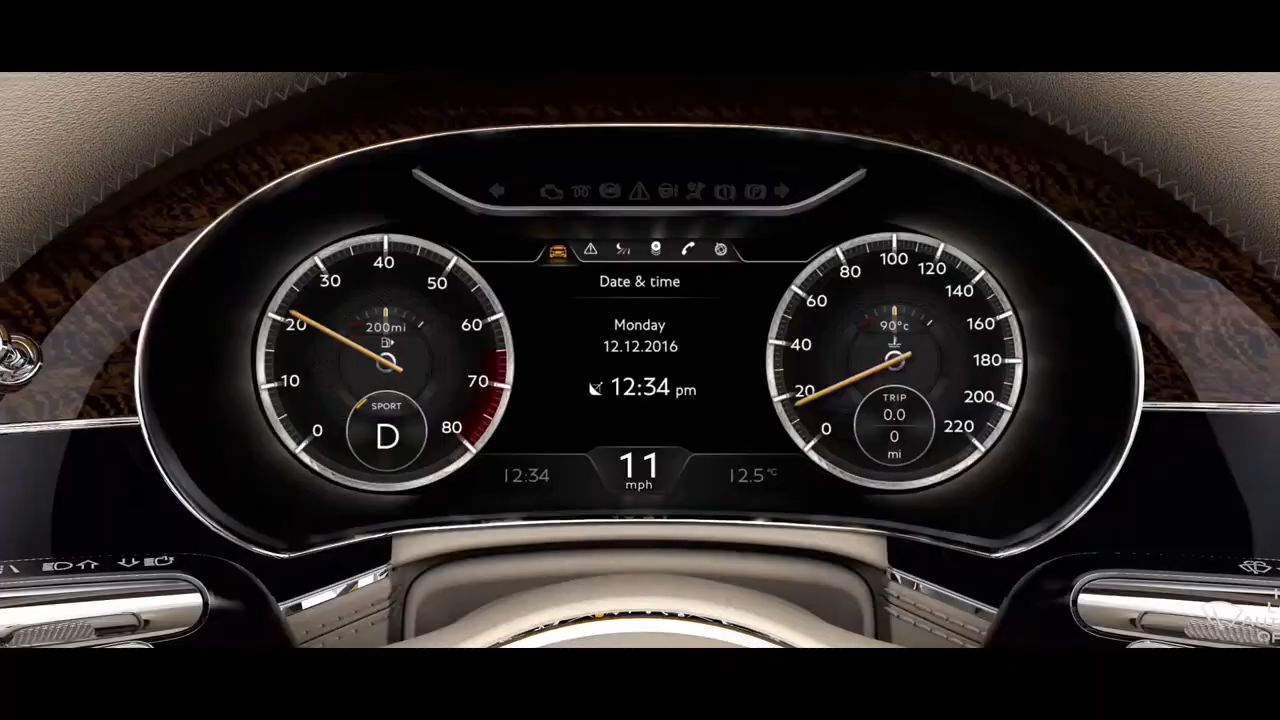 Date & time
Monday
12.12.2016
12:34 pm
0
10
20
30
40
50
60
70
80
200mi
SPORT
D
0
20
40
60
80
100
120
140
160
180
200
220
90°c
TRIP
0.0
0
mi
12:34
11
mph
12.5°C